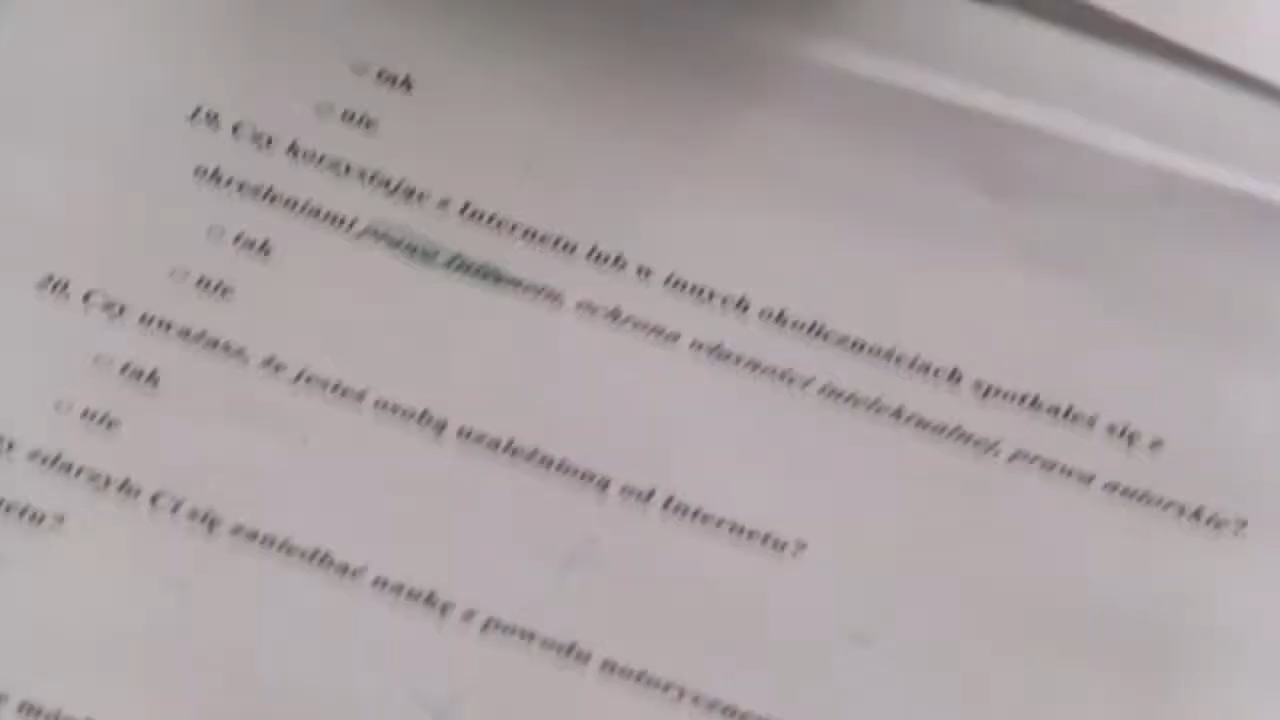 tak
nie
19. Czy korzystając z Internetu lub w innych okolicznościach spotkałeś się z
określeniami prawa Internetu, ochrona własności intelektualnej, prawa autorskie?
tak
nie
20. Czy uważasz, że jesteś osobą uzależnioną od Internetu?
tak
nie
zdarzyło Ci się zaniedbać naukę z powodu